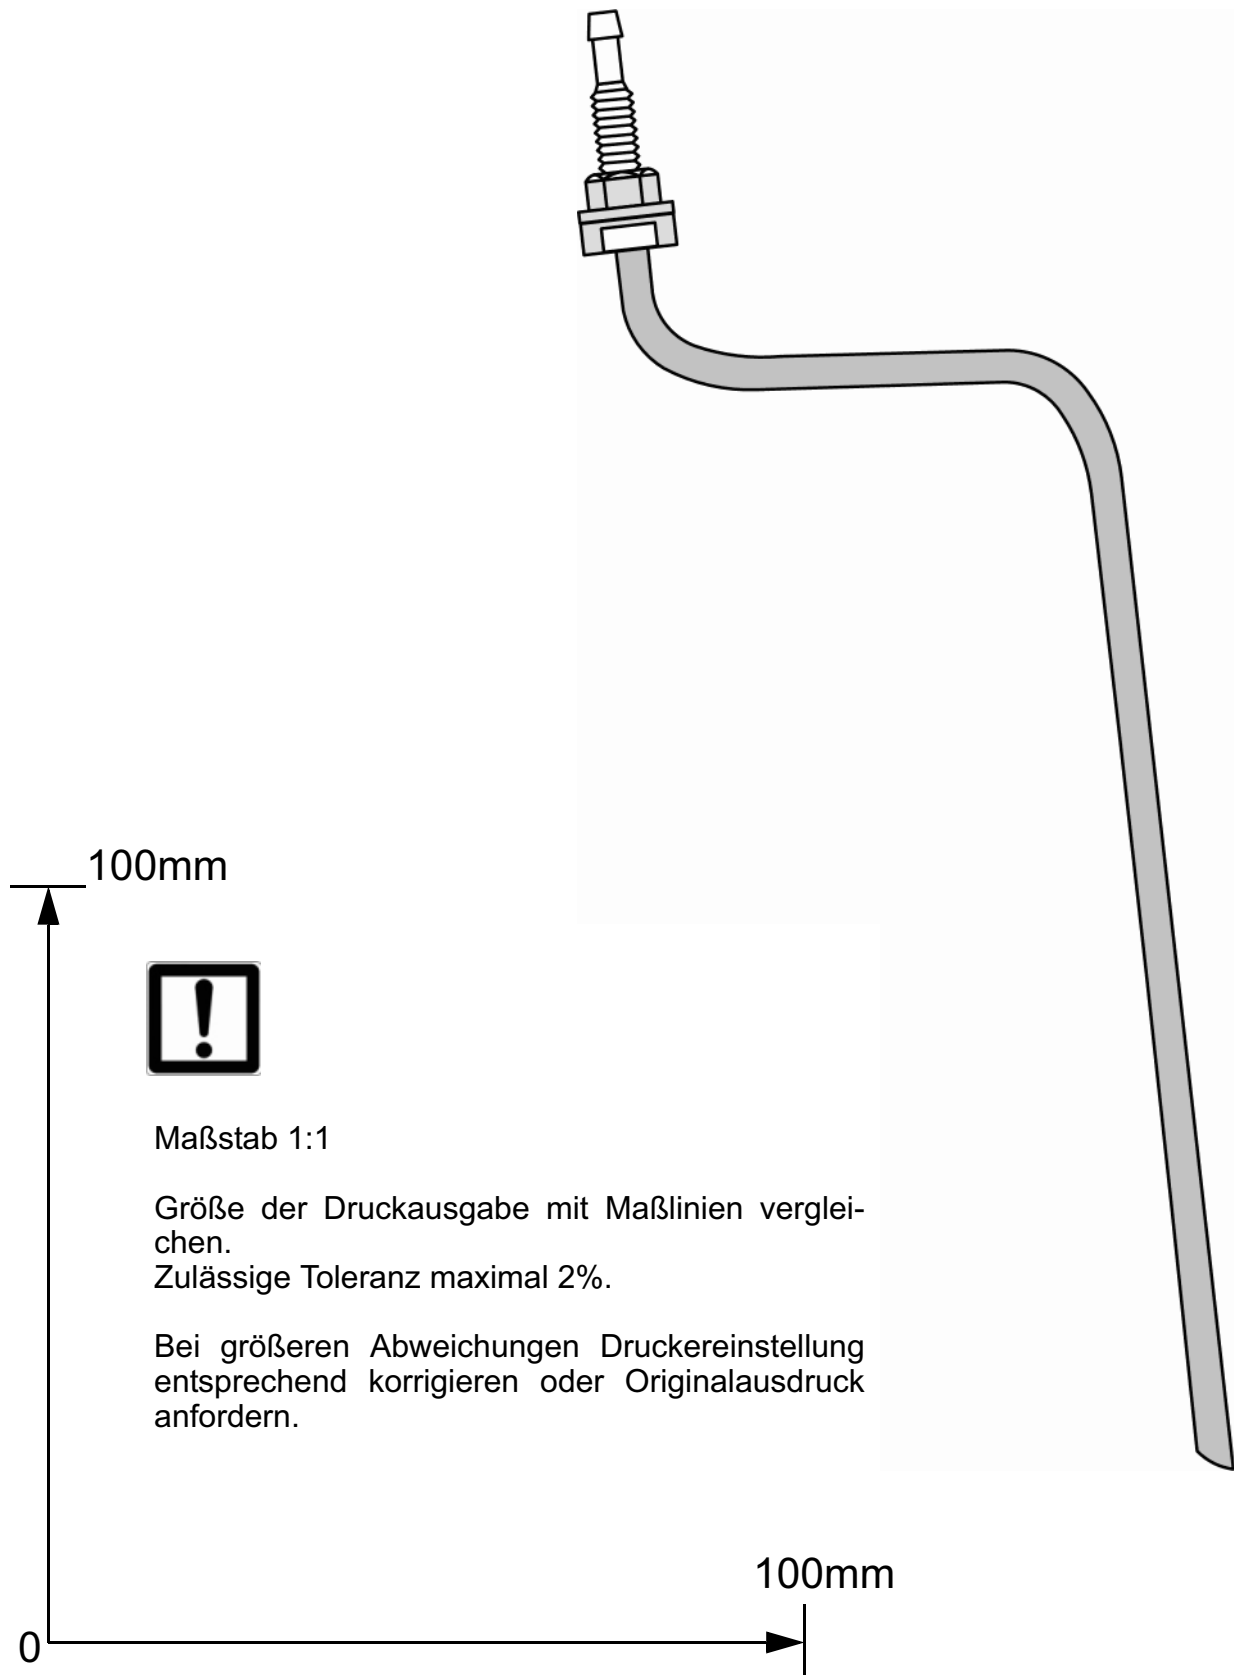 100mm
Maßstab 1:1
Größe der Druckausgabe mit Maßlinien verglei-
chen.
Zulässige Toleranz maximal 2%.
Bei größeren Abweichungen Druckereinstellung
entsprechend korrigieren oder Originalausdruck
anfordern.
100mm
0